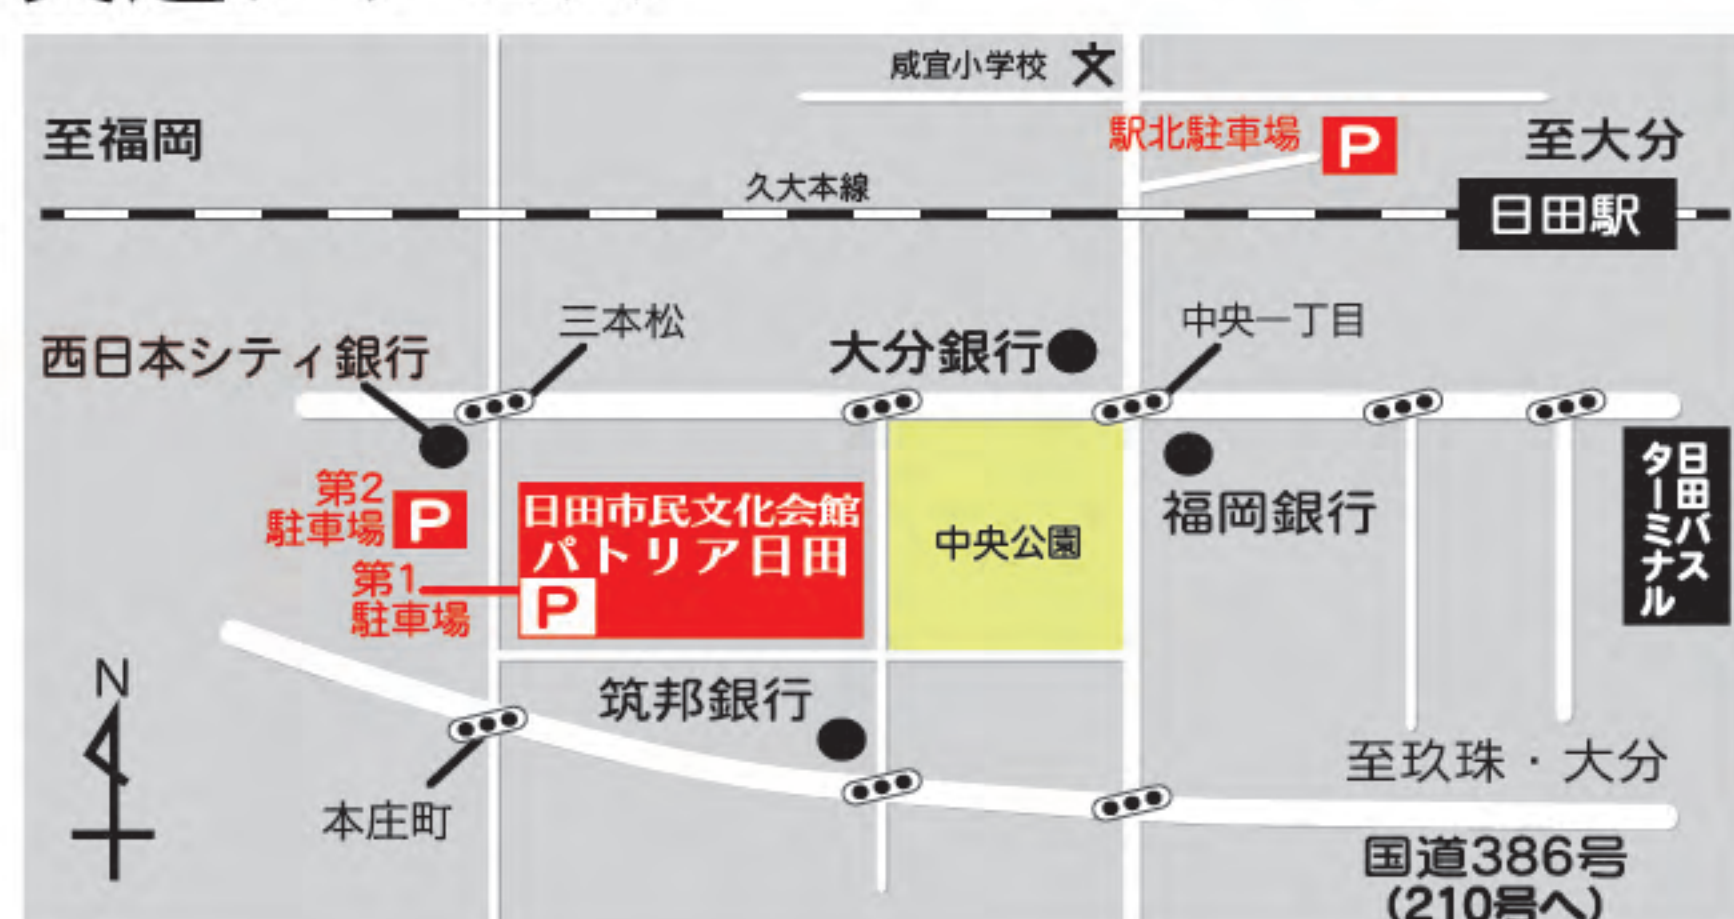 咸宜小学校
文
至福岡
駅北駐車場
P
至大分
久大本線
日田駅
三本松
中央一丁目
西日本シティ銀行
大分銀行
第2
駐車場
P
日田市民文化会館
パトリア日田
P
第1
駐車場
中央公園
福岡銀行
日田バス
ターミナル
N
筑邦銀行
本庄町
至玖珠・大分
国道386号
(210号へ)